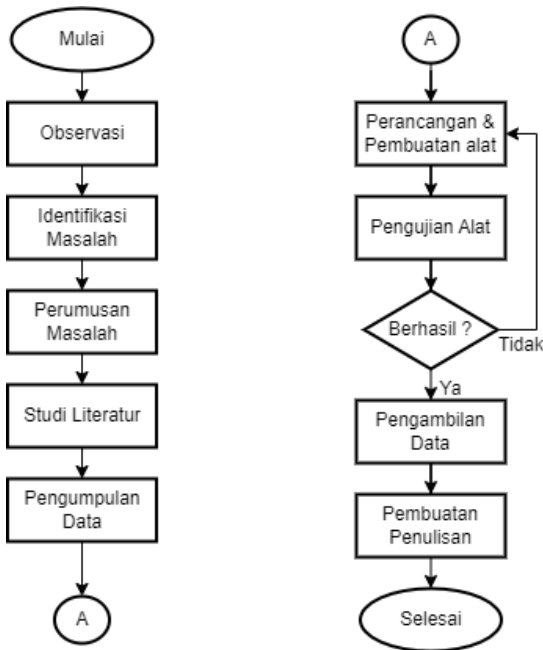 Mulai
Observasi
Identifikasi
Masalah
Perumusan
Masalah
Studi Literatur
Pengumpulan
Data
A
A
Perancangan &
Pembuatan alat
Pengujian Alat
Berhasil ?
Tidak
Ya
Pengambilan
Data
Pembuatan
Penulisan
Selesai